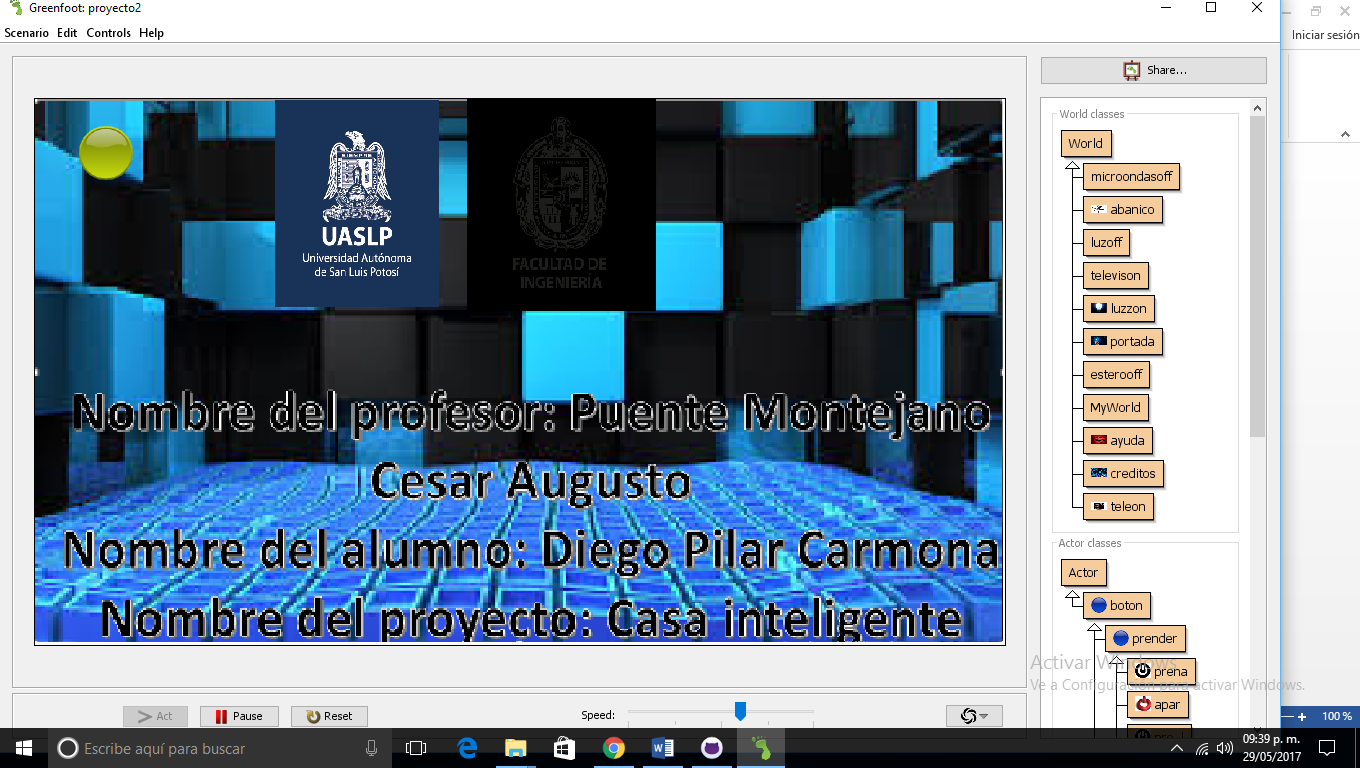 Greenfoot: proyecto2
Iniciar sesión
Scenario Edit Controls Help
Share...
World classes
World
microondasoff
abanico
luzoff
televison
luzzon
portada
esterooff
MyWorld
ayuda
creditos
teleon
Actor classes
Actor
boton
prender
prena
apar
UASLP
Universidad Autónoma
de San Luis Potosí
FACULTAD DE
INGENIERÍA
Nombre del profesor: Puente Montejano
Cesar Augusto
Nombre del alumno: Diego Pilar Carmona
Nombre del proyecto: Casa inteligente
Activar Windows
Ve a Configuración para activar Windows.
Act
Pause
Reset
Speed:
100 %
Escribe aquí para buscar
09:39 p. m.
29/05/2017